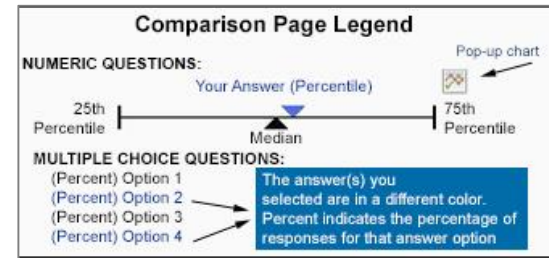 Comparison Page Legend
Pop-up chart
NUMERIC QUESTIONS:
Your Answer (Percentile)
25th
Percentile
75th
Percentile
Median
MULTIPLE CHOICE QUESTIONS:
(Percent) Option 1
(Percent) Option 2
(Percent) Option 3
(Percent) Option 4
The answer(s) you
selected are in a different color.
Percent indicates the percentage of
responses for that answer option